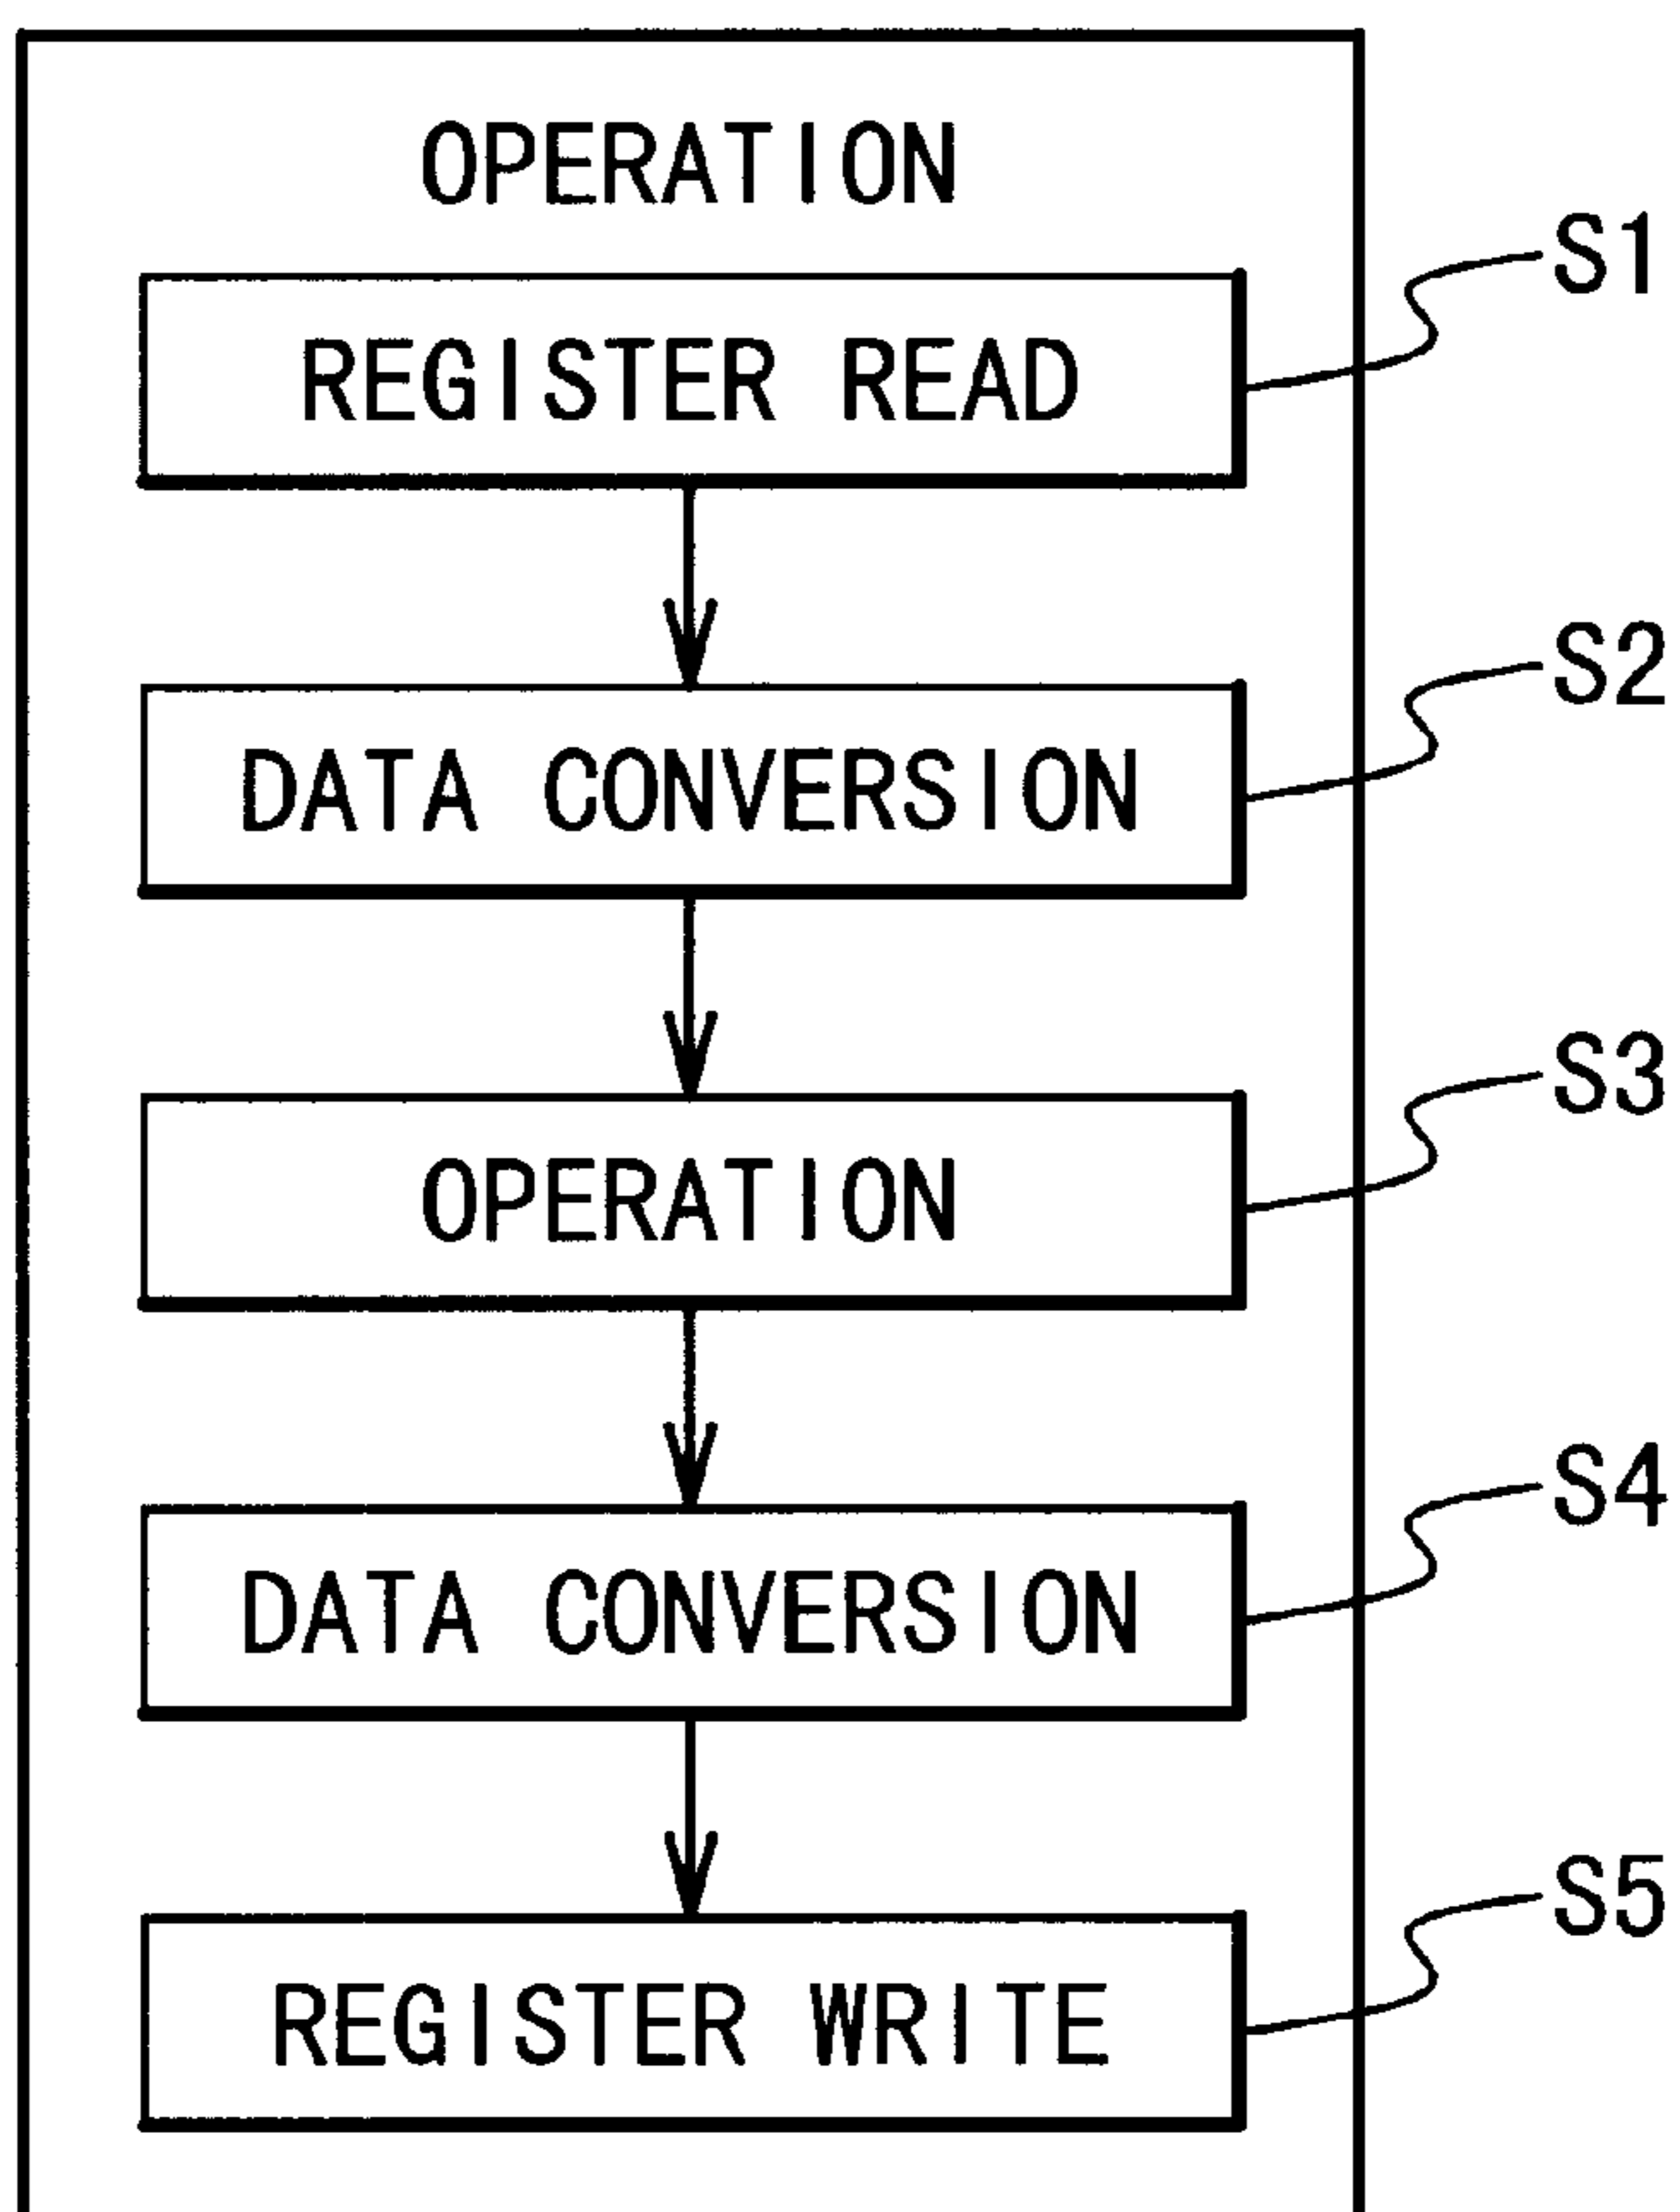 OPERATION
REGISTER READ
S1
DATA CONVERSION
S2
OPERATION
S3
DATA CONVERSION
S4
REGISTER WRITE
S5